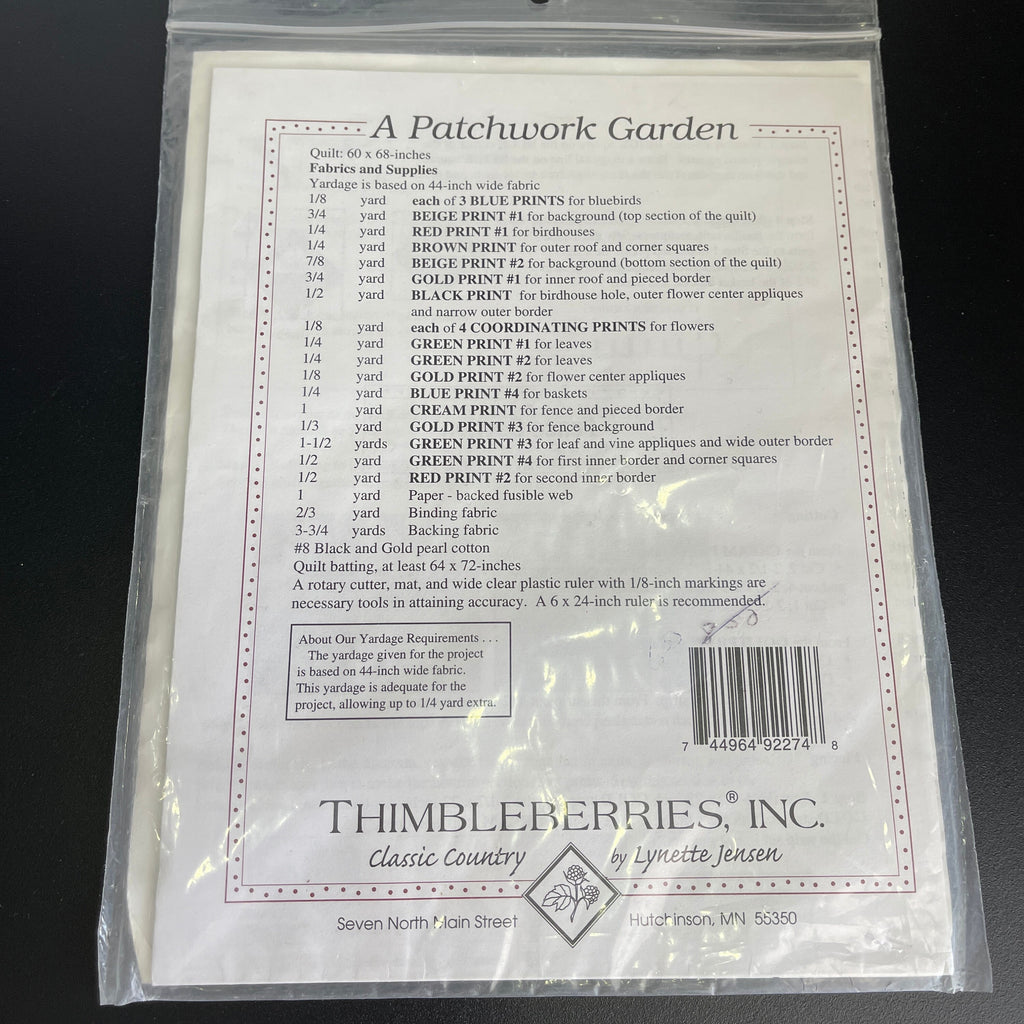 A Patchwork Garden
Quilt: 60 x 68-inches
Fabrics and Supplies
Yardage is based on 44-inch wide fabric
1/8 yard each of 3 BLUE PRINTS for bluebirds
3/4 yard BEIGE PRINT #1 for background (top section of the quilt)
1/4 yard RED PRINT #1 for birdhouses
1/4 yard BROWN PRINT for outer roof and corner squares
7/8 yard BEIGE PRINT #2 for background (bottom section of the quilt)
3/4 yard GOLD PRINT #1 for inner roof and pieced border
1/2 yard BLACK PRINT for birdhouse hole, outer flower center appliques
and narrow outer border
1/8 yard each of 4 COORDINATING PRINTS for flowers
1/4 yard GREEN PRINT #1 for leaves
1/4 yard GREEN PRINT #2 for leaves
1/8 yard GOLD PRINT #2 for flower center appliques
1/4 yard BLUE PRINT #4 for baskets
1 yard CREAM PRINT for fence and pieced border
1/3 yard GOLD PRINT #3 for fence background
1-1/2 yards GREEN PRINT #3 for leaf and vine appliques and wide outer border
1/2 yard GREEN PRINT #4 for first inner border and corner squares
1/2 yard RED PRINT #2 for second inner border
1 yard Paper - backed fusible web
2/3 yard Binding fabric
3-3/4 yards Backing fabric
#8 Black and Gold pearl cotton
Quilt batting, at least 64 x 72-inches
A rotary cutter, mat, and wide clear plastic ruler with 1/8-inch markings are
necessary tools in attaining accuracy. A 6 x 24-inch ruler is recommended.
About Our Yardage Requirements . . .
The yardage given for the project
is based on 44-inch wide fabric.
This yardage is adequate for the
project, allowing up to 1/4 yard extra.
7 44964 92274 8
THIMBLEBERRIES,® INC.
Classic Country by Lynette Jensen
Seven North Main Street Hutchinson, MN 55350